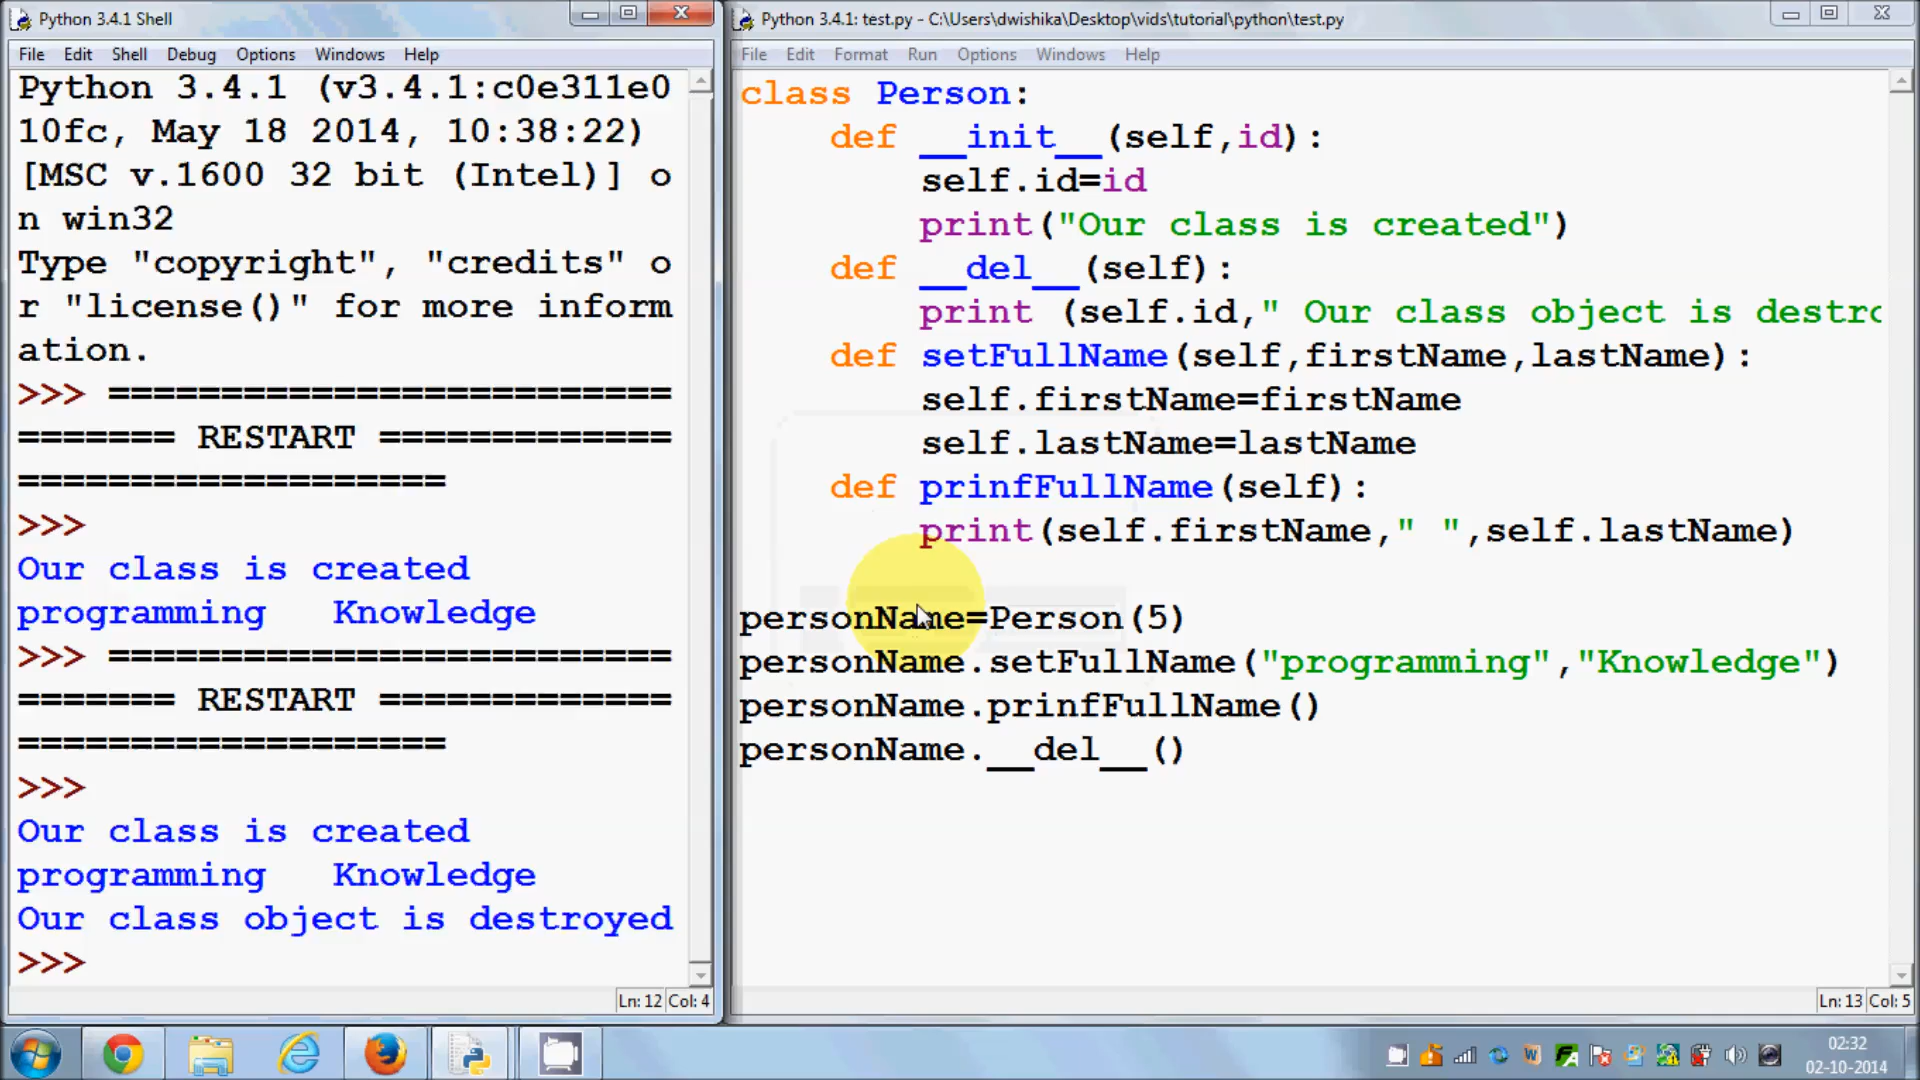 Python 3.4.1 Shell
File Edit Shell Debug Options Windows Help
Python 3.4.1 (v3.4.1:c0e311e0
10fc, May 18 2014, 10:38:22)
[MSC v.1600 32 bit (Intel)] o
n win32
Type "copyright", "credits" o
r "license()" for more inform
ation.
>>> =========================
======= RESTART =============
===================
>>>
Our class is created
programming   Knowledge
>>> =========================
======= RESTART =============
===================
>>>
Our class is created
programming   Knowledge
Our class object is destroyed
>>>
Ln: 12 Col: 4
Python 3.4.1: test.py - C:\Users\dwishika\Desktop\vids\tutorial\python\test.py
File Edit Format Run Options Windows Help
class Person:
    def __init__(self,id):
        self.id=id
        print("Our class is created")
    def __del__(self):
        print (self.id," Our class object is destro
    def setFullName(self,firstName,lastName):
        self.firstName=firstName
        self.lastName=lastName
    def prinfFullName(self):
        print(self.firstName," ",self.lastName)
personName=Person(5)
personName.setFullName("programming","Knowledge")
personName.prinfFullName()
personName.__del__()
Ln: 13 Col: 5
02:32
02-10-2014